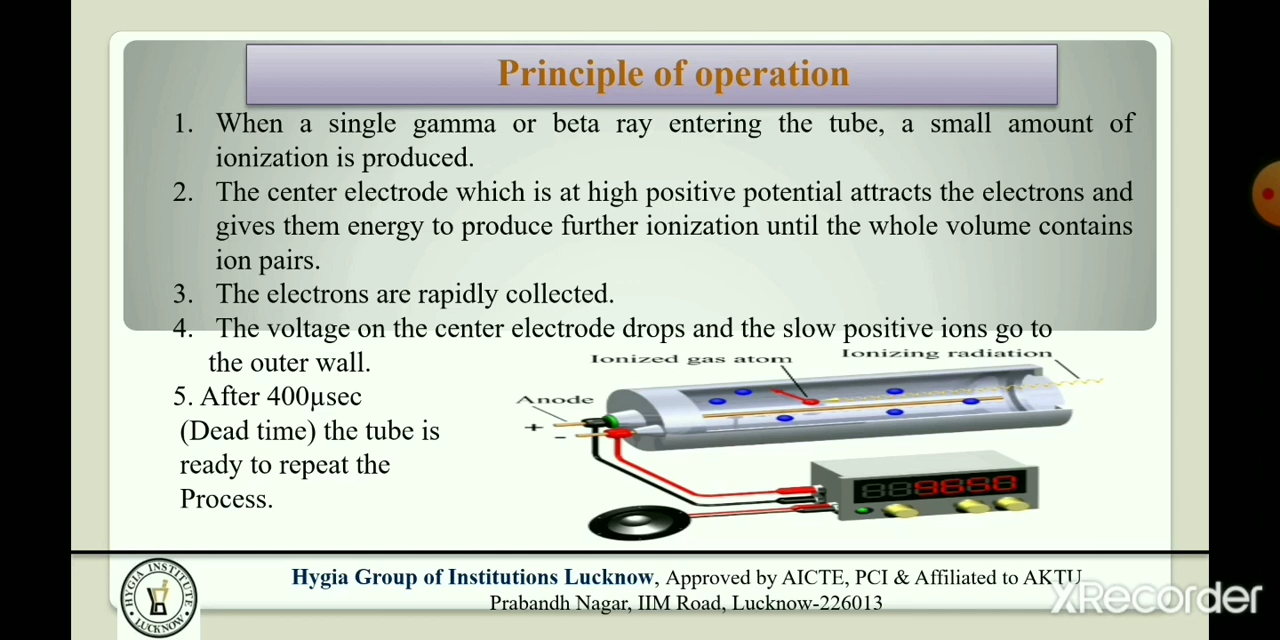 Principle of operation
1. When a single gamma or beta ray entering the tube, a small amount of
ionization is produced.
2. The center electrode which is at high positive potential attracts the electrons and
gives them energy to produce further ionization until the whole volume contains
ion pairs.
3. The electrons are rapidly collected.
4. The voltage on the center electrode drops and the slow positive ions go to
the outer wall.
5. After 400µsec
(Dead time) the tube is
ready to repeat the
Process.
Ionized gas atom
Ionizing radiation
Anode
+
-
HYGIA INSTITUTE
LUCKNOW
Hygia Group of Institutions Lucknow, Approved by AICTE, PCI & Affiliated to AKTU
Prabandh Nagar, IIM Road, Lucknow-226013
XRecorder